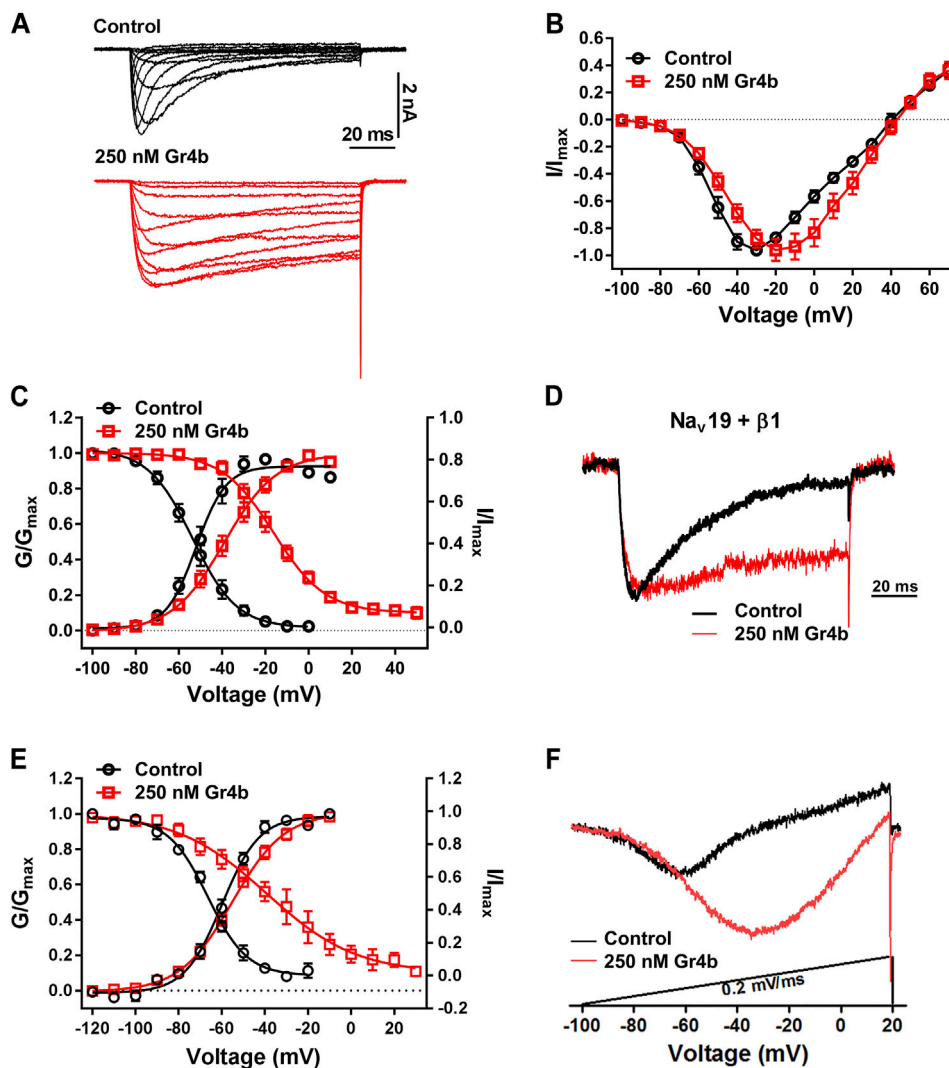 A
Control
2 nA
20 ms
250 nM Gr4b
B
Control
250 nM Gr4b
0.6
0.4
0.2
0.0
-0.2
-0.4
-0.6
-0.8
-1.0
I/Imax
-100 -80 -60 -40 -20 0 20 40 60
Voltage (mV)
C
Control
250 nM Gr4b
1.2
1.0
0.8
0.6
0.4
0.2
0.0
G/Gmax
1.0
0.8
0.6
0.4
0.2
0.0
I/Imax
-100 -80 -60 -40 -20 0 20 40
Voltage (mV)
D
Nav19 + β1
Control
250 nM Gr4b
20 ms
E
Control
250 nM Gr4b
1.2
1.0
0.8
0.6
0.4
0.2
0.0
G/Gmax
1.2
1.0
0.8
0.6
0.4
0.2
0.0
-0.2
I/Imax
-120 -100 -80 -60 -40 -20 0 20
Voltage (mV)
F
Control
250 nM Gr4b
0.2 mV/ms
-100 -80 -60 -40 -20 0 20
Voltage (mV)